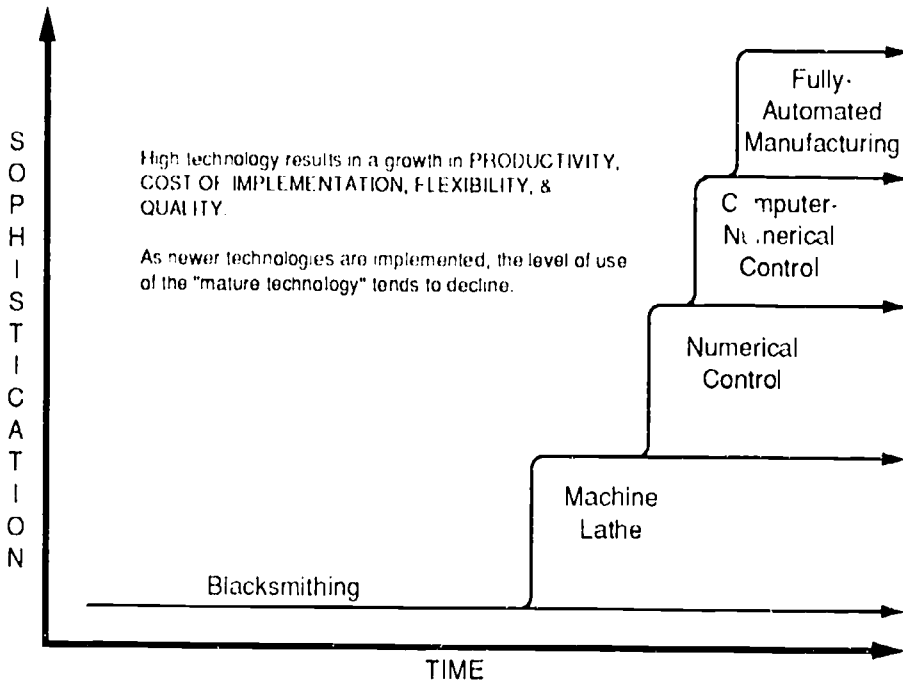 SOPHISTICATION
High technology results in a growth in PRODUCTIVITY,
COST OF IMPLEMENTATION, FLEXIBILITY, &
QUALITY.
As newer technologies are implemented, the level of use
of the "mature technology" tends to decline.
Fully-
Automated
Manufacturing
Computer-
Numerical
Control
Numerical
Control
Machine
Lathe
Blacksmithing
TIME